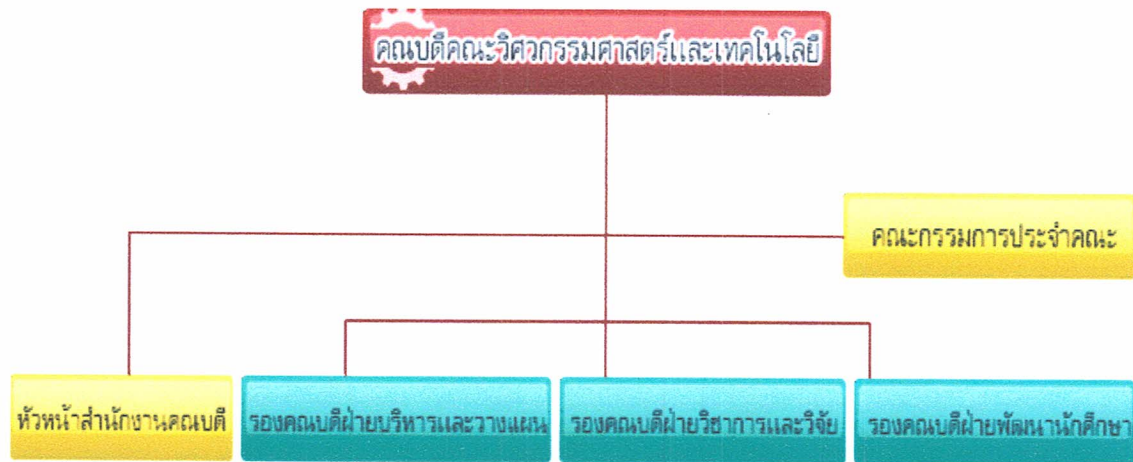 คณบดีคณะวิศวกรรมศาสตร์และเทคโนโลยี
คณะกรรมการประจำคณะ
หัวหน้าสำนักงานคณบดี
รองคณบดีฝ่ายบริหารและวางแผน
รองคณบดีฝ่ายวิชาการและวิจัย
รองคณบดีฝ่ายพัฒนานักศึกษา